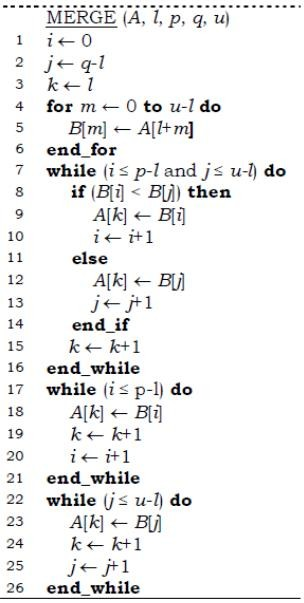 MERGE (A, l, p, q, u)
1 i ← 0
2 j ← q-l
3 k ← l
4 for m ← 0 to u-l do
5 B[m] ← A[l+m]
6 end_for
7 while (i ≤ p-l and j ≤ u-l) do
8 if (B[i] < B[j]) then
9 A[k] ← B[i]
10 i ← i+1
11 else
12 A[k] ← B[j]
13 j ← j+1
14 end_if
15 k ← k+1
16 end_while
17 while (i ≤ p-l) do
18 A[k] ← B[i]
19 k ← k+1
20 i ← i+1
21 end_while
22 while (j ≤ u-l) do
23 A[k] ← B[j]
24 k ← k+1
25 j ← j+1
26 end_while